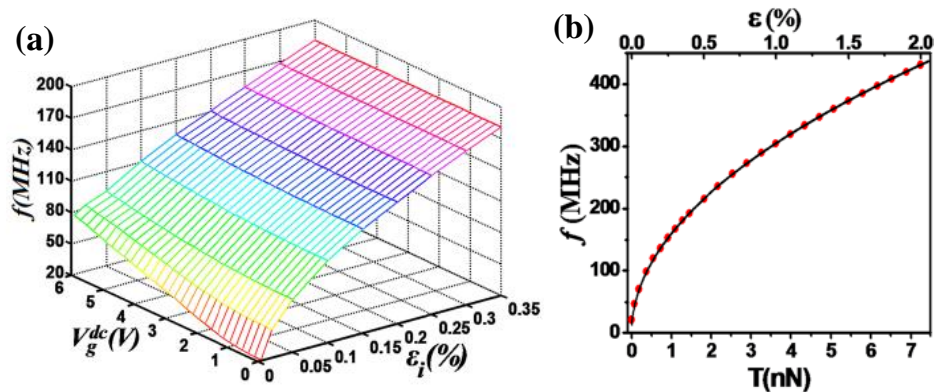 (a)
200
170
140
110
80
50
20
f(MHz)
6
5
4
3
2
1
0
V_g^dc(V)
0
0.05
0.1
0.15
0.2
0.25
0.3
0.35
ε_i(%)
(b)
ε(%)
0.0 0.5 1.0 1.5 2.0
400
300
200
100
0
f (MHz)
0 1 2 3 4 5 6 7
T(nN)